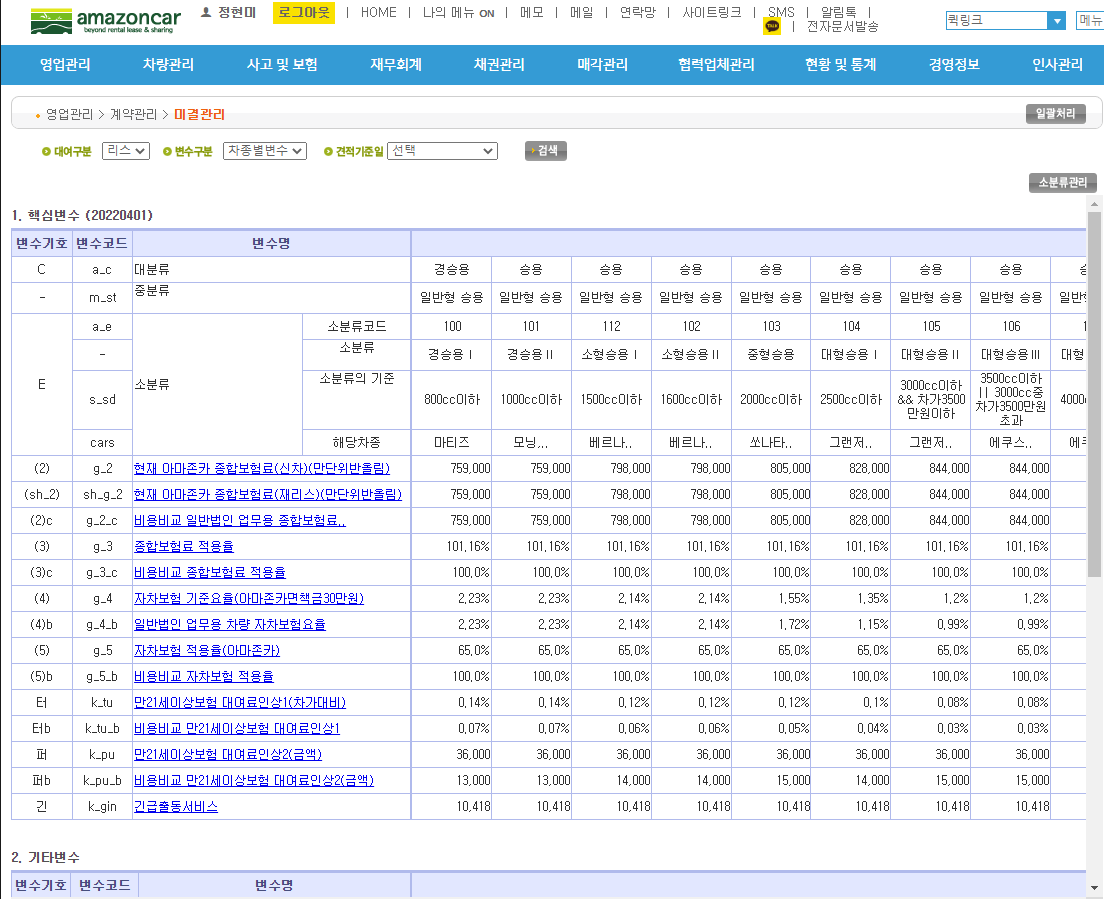 amazoncar 정현미 로그아웃 | HOME | 나의 메뉴 ON | 메모 | 메일 | 연락망 | 사이트링크 | SMS | 알림톡 |
beyond rental lease & sharing TALK | 전자문서발송 퀵링크 메뉴
영업관리 차량관리 사고 및 보험 재무회계 채권관리 매각관리 협력업체관리 현황 및 통계 경영정보 인사관리
영업관리 > 계약관리 > 미결관리 일괄처리
대여구분 리스 변수구분 차종별변수 견적기준일 선택 검색
소분류관리
1. 핵심변수 (20220401)
변수기호 변수코드 변수명
C a_c 대분류 경승용 승용 승용 승용 승용 승용 승용 승용
- m_st 중분류 일반형 승용 일반형 승용 일반형 승용 일반형 승용 일반형 승용 일반형 승용 일반형 승용 일반형 승용 일반
E a_e 소분류 소분류코드 100 101 112 102 103 104 105 106
- 소분류 경승용Ⅰ 경승용Ⅱ 소형승용Ⅰ 소형승용Ⅱ 중형승용 대형승용Ⅰ 대형승용Ⅱ 대형승용Ⅲ 대형
s_sd 소분류의 기준 800cc이하 1000cc이하 1500cc이하 1600cc이하 2000cc이하 2500cc이하 3000cc이하 && 차가3500만원이하 3500cc이하 || 3000cc중 차가3500만원 초과 4000
cars 해당차종 마티즈 모닝... 베르나.. 베르나.. 쏘나타.. 그랜저.. 그랜저.. 에쿠스.. 에쿠
(2) g_2 현재 아마존카 종합보험료(신차)(만단위반올림) 759,000 759,000 798,000 798,000 805,000 828,000 844,000 844,000
(sh_2) sh_g_2 현재 아마존카 종합보험료(재리스)(만단위반올림) 759,000 759,000 798,000 798,000 805,000 828,000 844,000 844,000
(2)c g_2_c 비용비교 일반법인 업무용 종합보험료.. 759,000 759,000 798,000 798,000 805,000 828,000 844,000 844,000
(3) g_3 종합보험료 적용율 101.16% 101.16% 101.16% 101.16% 101.16% 101.16% 101.16% 101.16%
(3)c g_3_c 비용비교 종합보험료 적용율 100.0% 100.0% 100.0% 100.0% 100.0% 100.0% 100.0% 100.0%
(4) g_4 자차보험 기준요율(아마존카면책금30만원) 2.23% 2.23% 2.14% 2.14% 1.55% 1.35% 1.2% 1.2%
(4)b g_4_b 일반법인 업무용 차량 자차보험요율 2.23% 2.23% 2.14% 2.14% 1.72% 1.15% 0.99% 0.99%
(5) g_5 자차보험 적용율(아마존카) 65.0% 65.0% 65.0% 65.0% 65.0% 65.0% 65.0% 65.0%
(5)b g_5_b 비용비교 자차보험 적용율 100.0% 100.0% 100.0% 100.0% 100.0% 100.0% 100.0% 100.0%
터 k_tu 만21세이상보험 대여료인상1(차가대비) 0.14% 0.14% 0.12% 0.12% 0.12% 0.1% 0.08% 0.08%
터b k_tu_b 비용비교 만21세이상보험 대여료인상1 0.07% 0.07% 0.06% 0.06% 0.05% 0.04% 0.03% 0.03%
퍼 k_pu 만21세이상보험 대여료인상2(금액) 36,000 36,000 36,000 36,000 36,000 36,000 36,000 36,000
퍼b k_pu_b 비용비교 만21세이상보험 대여료인상2(금액) 13,000 13,000 14,000 14,000 15,000 14,000 15,000 15,000
긴 k_gin 긴급출동서비스 10,418 10,418 10,418 10,418 10,418 10,418 10,418 10,418
2. 기타변수
변수기호 변수코드 변수명